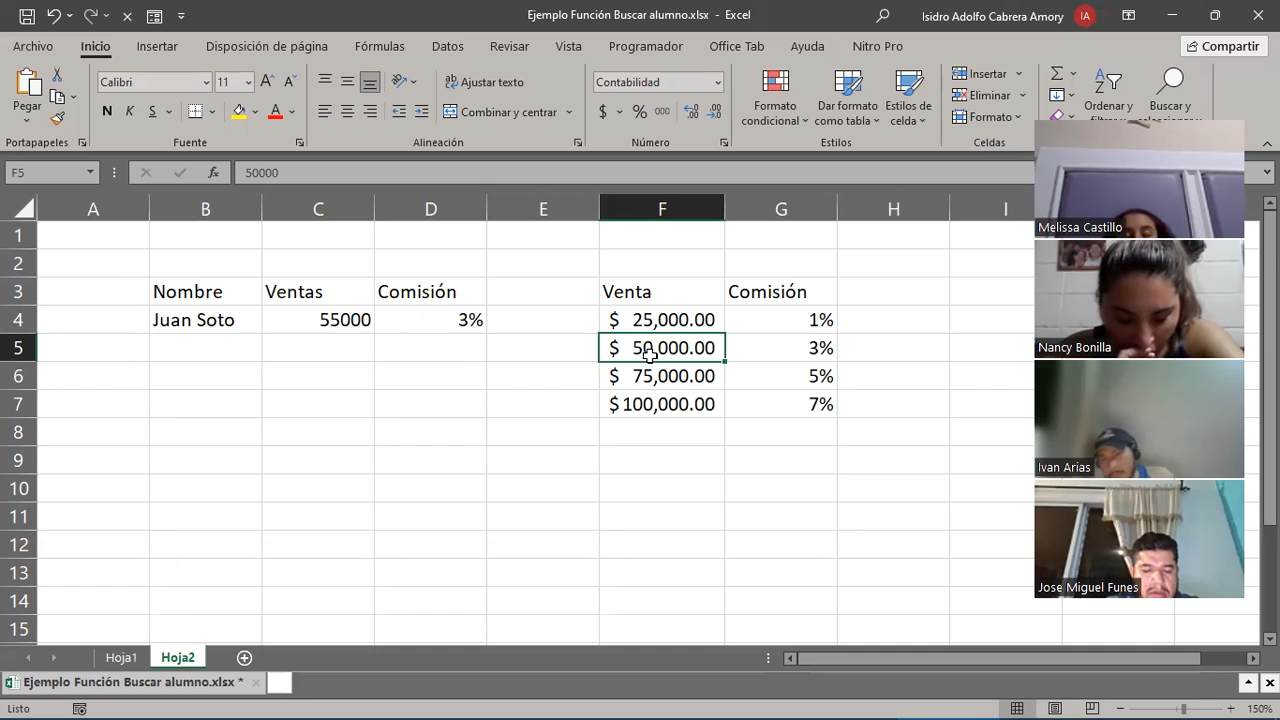 Ejemplo Función Buscar alumno.xlsx - Excel
Isidro Adolfo Cabrera Amory
IA
Archivo Inicio Insertar Disposición de página Fórmulas Datos Revisar Vista Programador Office Tab Ayuda Nitro Pro
Compartir
Pegar
Calibri 11
N K S
Ajustar texto
Combinar y centrar
Contabilidad
$ % 000
Formato condicional
Dar formato como tabla
Estilos de celda
Insertar
Eliminar
Formato
Ordenar y
Buscar y
Portapapeles Fuente Alineación Número Estilos Celdas
F5 fx 50000
A B C D E F G H I
1
2
3 Nombre Ventas Comisión Venta Comisión
4 Juan Soto 55000 3% $ 25,000.00 1%
5 $ 50,000.00 3%
6 $ 75,000.00 5%
7 $ 100,000.00 7%
8
9
10
11
12
13
14
15
Melissa Castillo
Nancy Bonilla
Ivan Arias
Jose Miguel Funes
Hoja1 Hoja2
Ejemplo Función Buscar alumno.xlsx *
Listo
150%